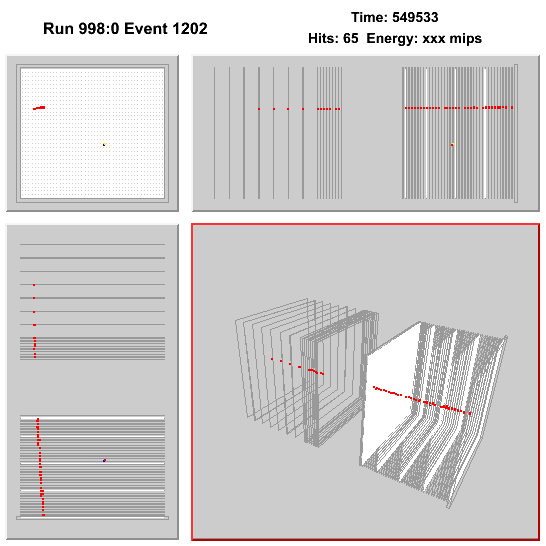 Run 998:0 Event 1202
Time: 549533
Hits: 65  Energy: xxx mips